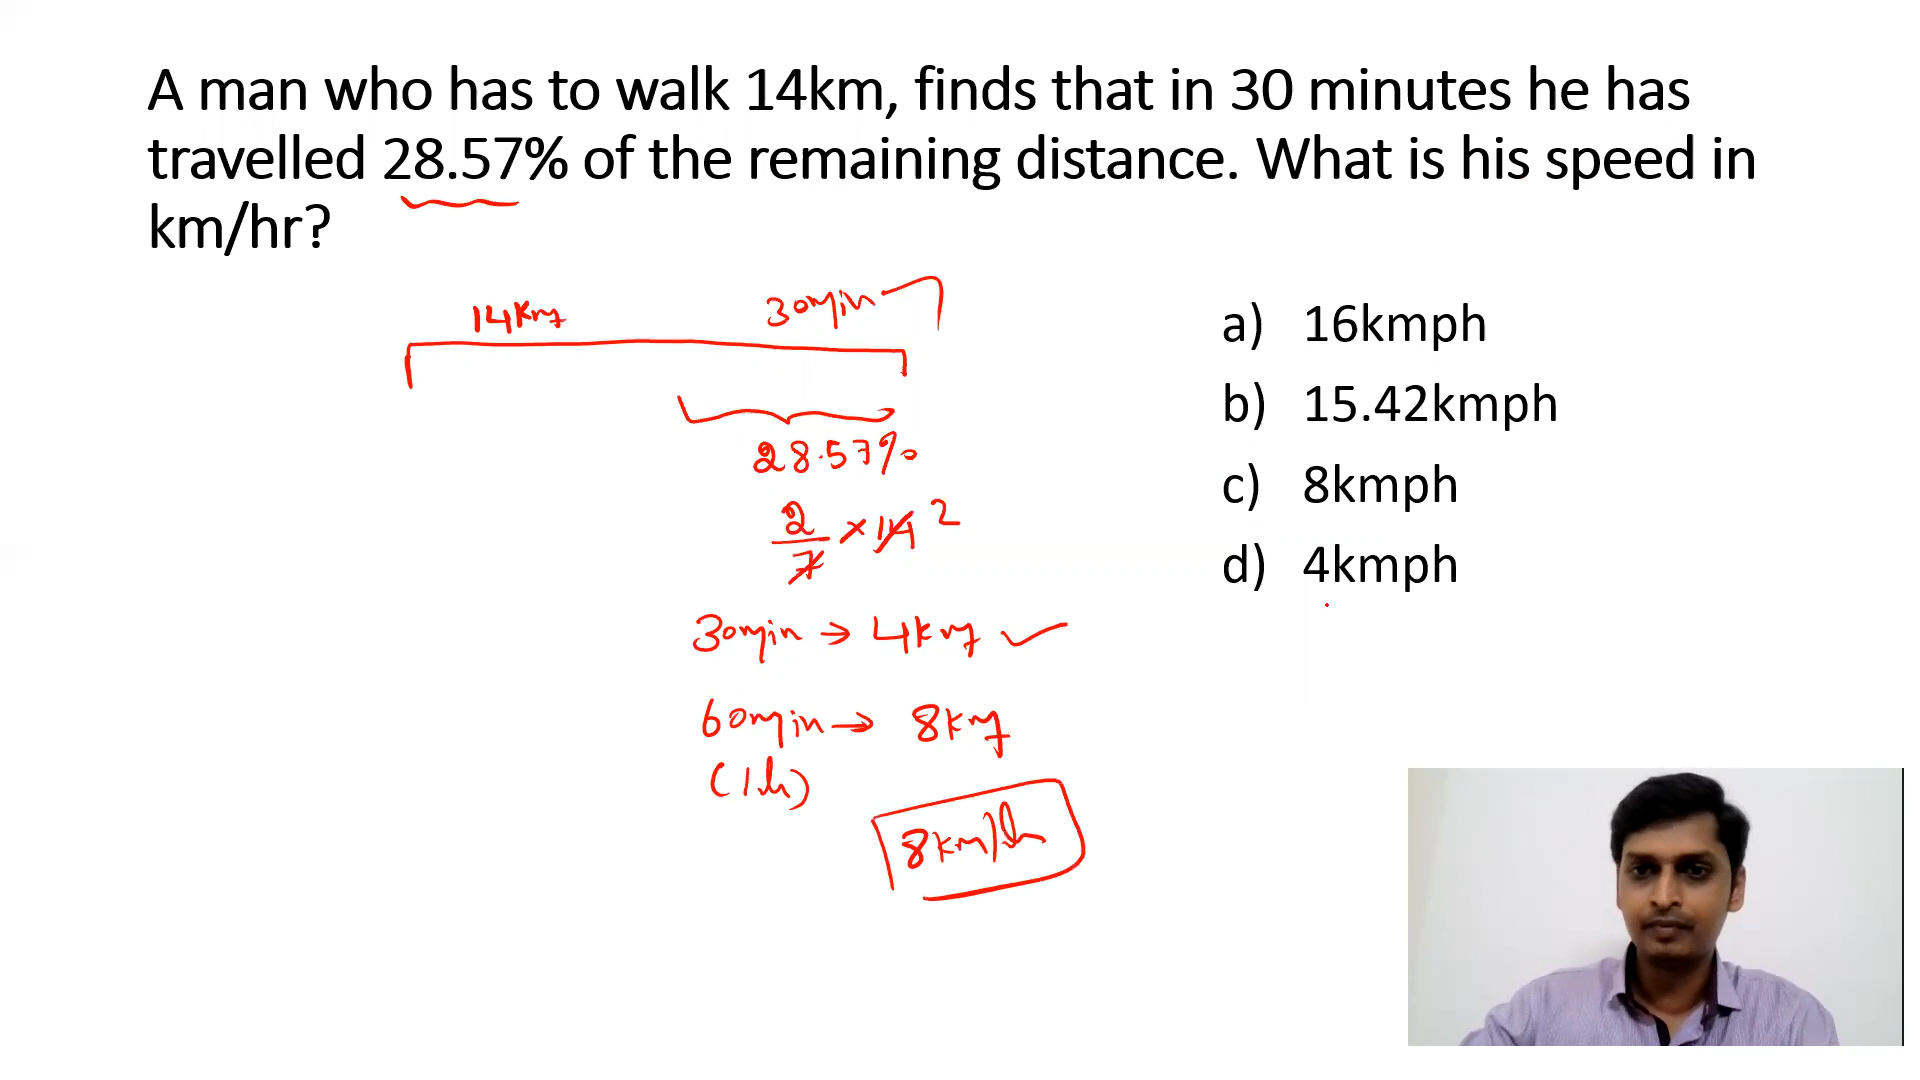 A man who has to walk 14km, finds that in 30 minutes he has
travelled 28.57% of the remaining distance. What is his speed in
km/hr?
14km
30min
28.57%
2/7 × 14 2
30min → 4km ✓
60min → 8km
(1h)
8km/h
a) 16kmph
b) 15.42kmph
c) 8kmph
d) 4kmph